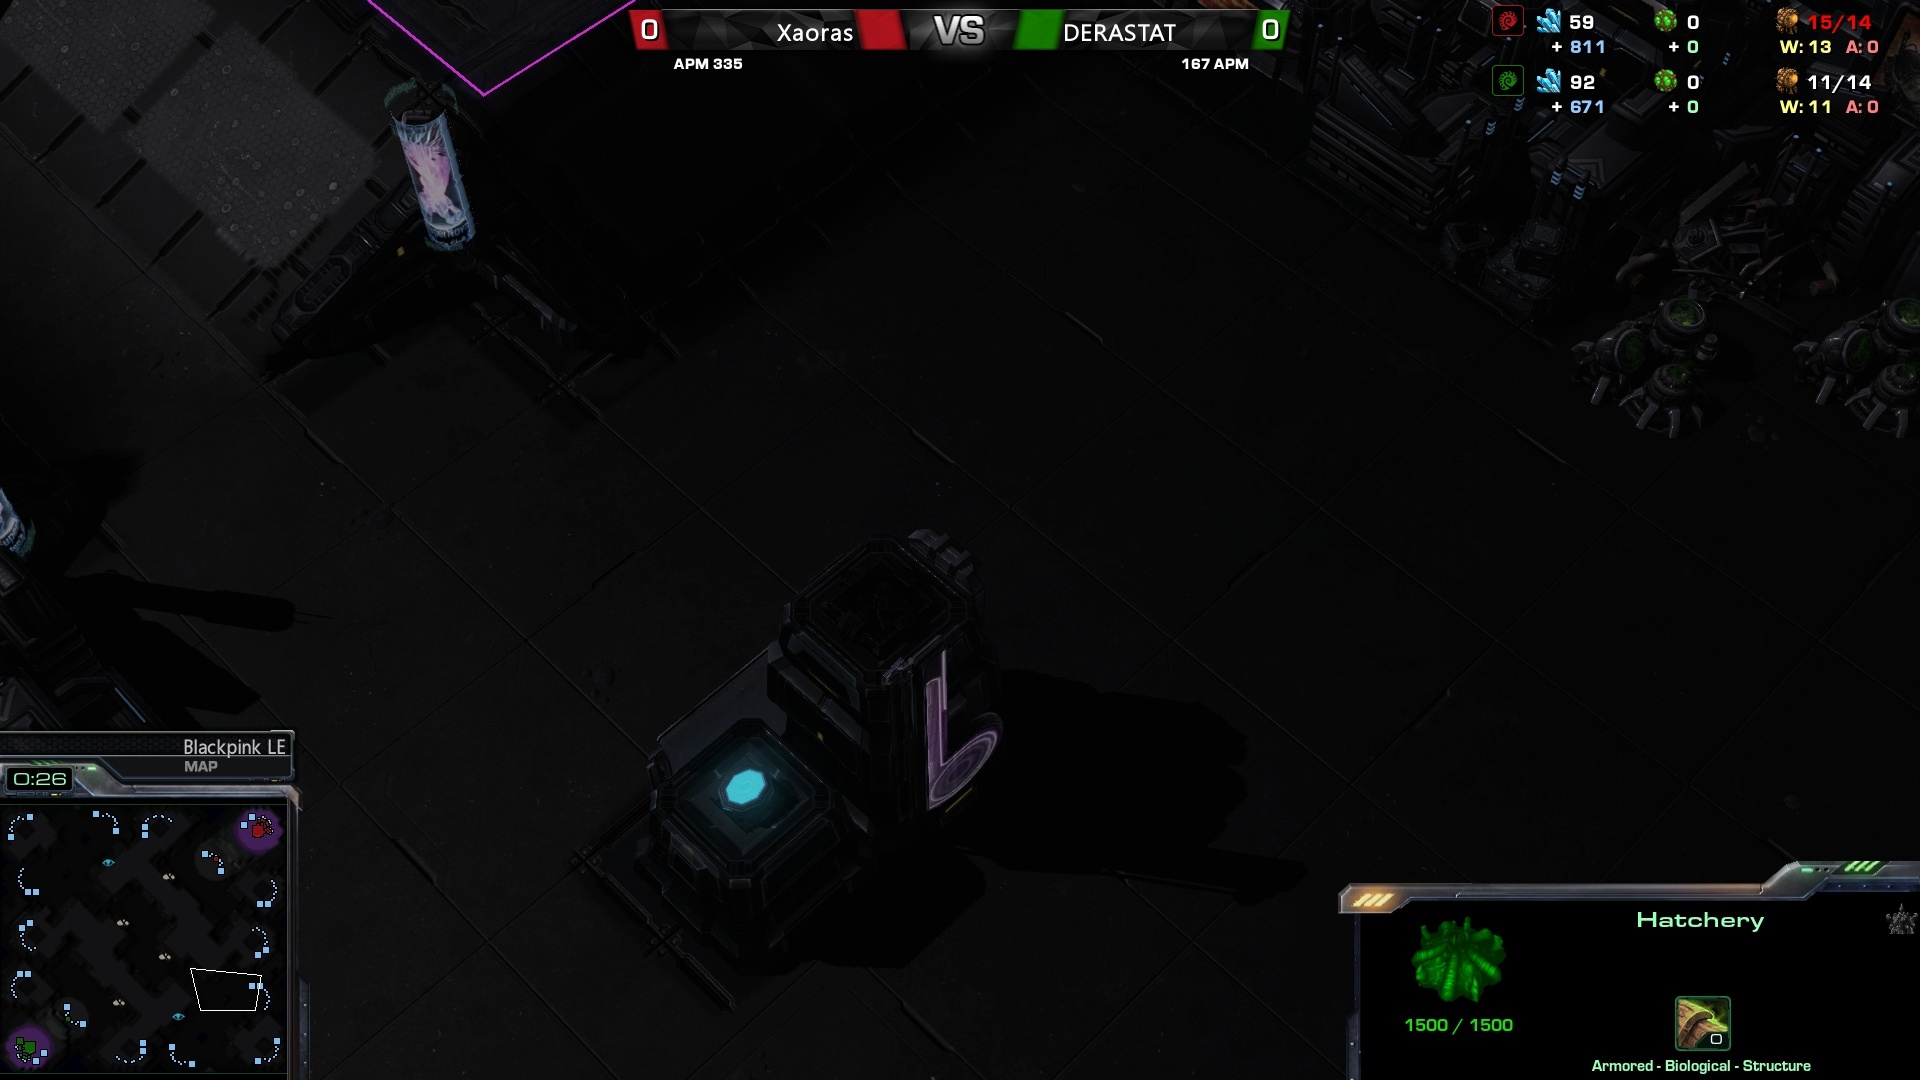 0 Xaoras VS DERASTAT 0
APM 335 167 APM
59 0 15/14
+ 811 + 0 W: 13 A: 0
92 0 11/14
+ 671 + 0 W: 11 A: 0
Blackpink LE
MAP
0:26
Hatchery
1500 / 1500
Armored - Biological - Structure